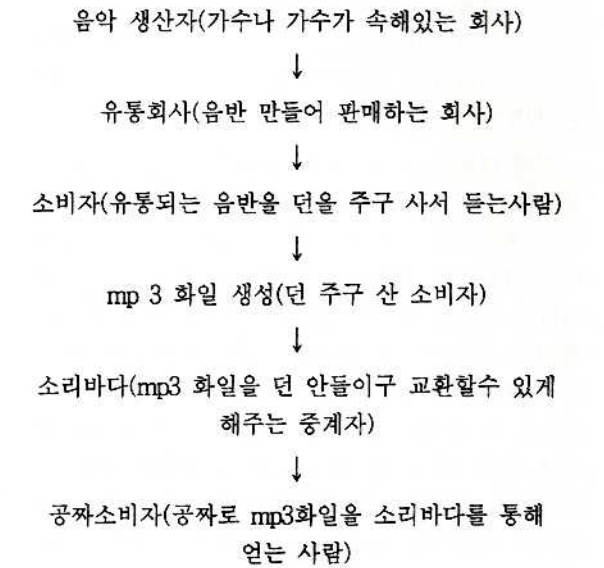 음악 생산자(가수나 가수가 속해있는 회사)
↓
유통회사(음반 만들어 판매하는 회사)
↓
소비자(유통되는 음반을 던을 주구 사서 듣는사람)
↓
mp 3 화일 생성(던 주구 산 소비자)
↓
소리바다(mp3 화일을 던 안들이구 교환할수 있게
해주는 중계자)
↓
공짜소비자(공짜로 mp3화일을 소리바다를 통해
얻는 사람)